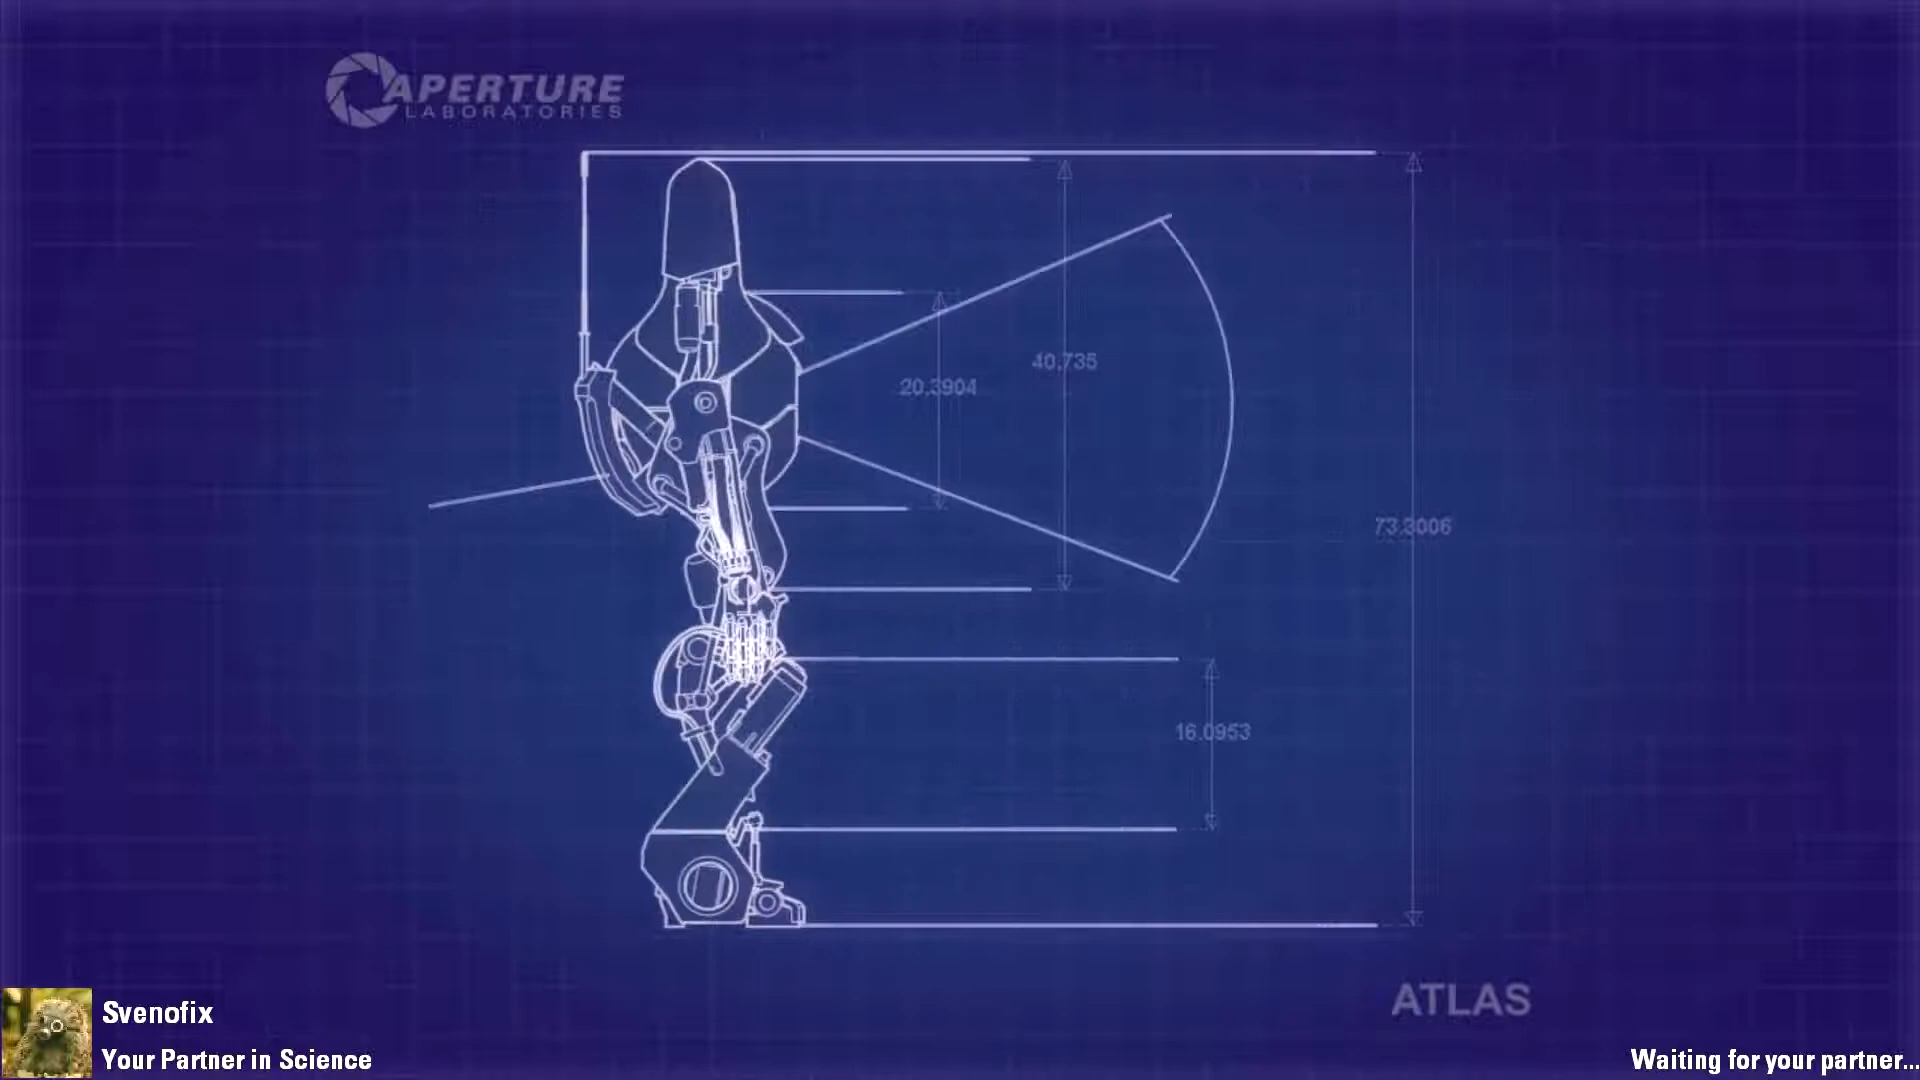 APERTURE
LABORATORIES
40.735
20.3904
73.3006
16.0953
ATLAS
Svenofix
Your Partner in Science
Waiting for your partner...